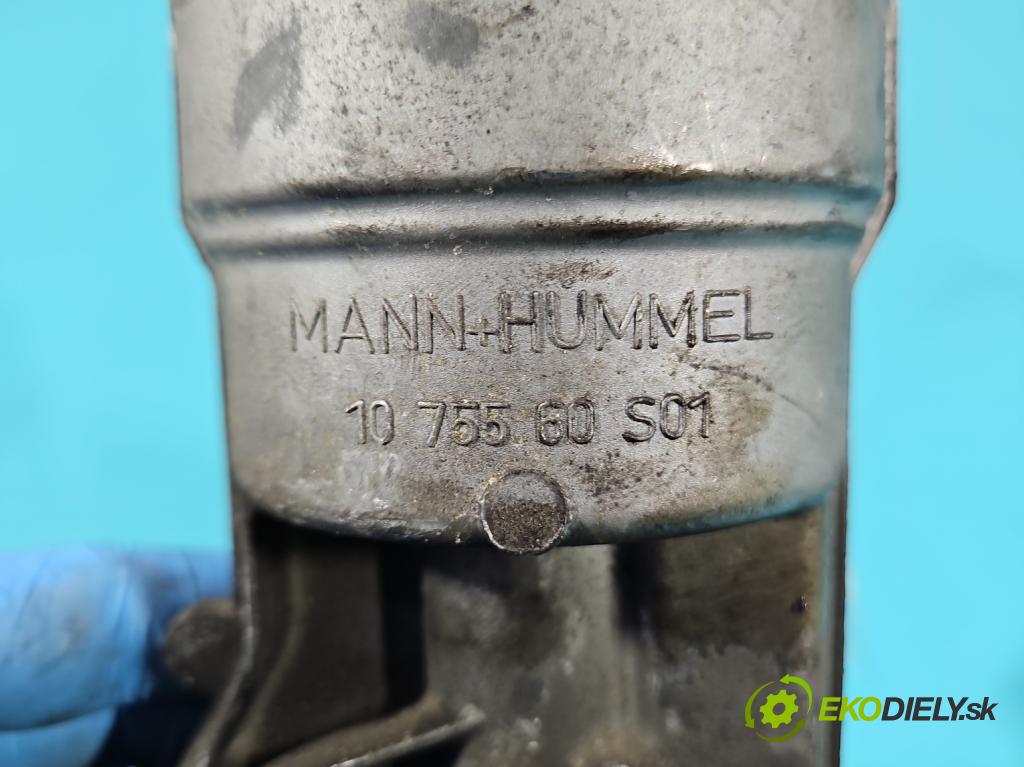 MANN+HUMMEL
10 755 60 S01
EKODIELY.sk